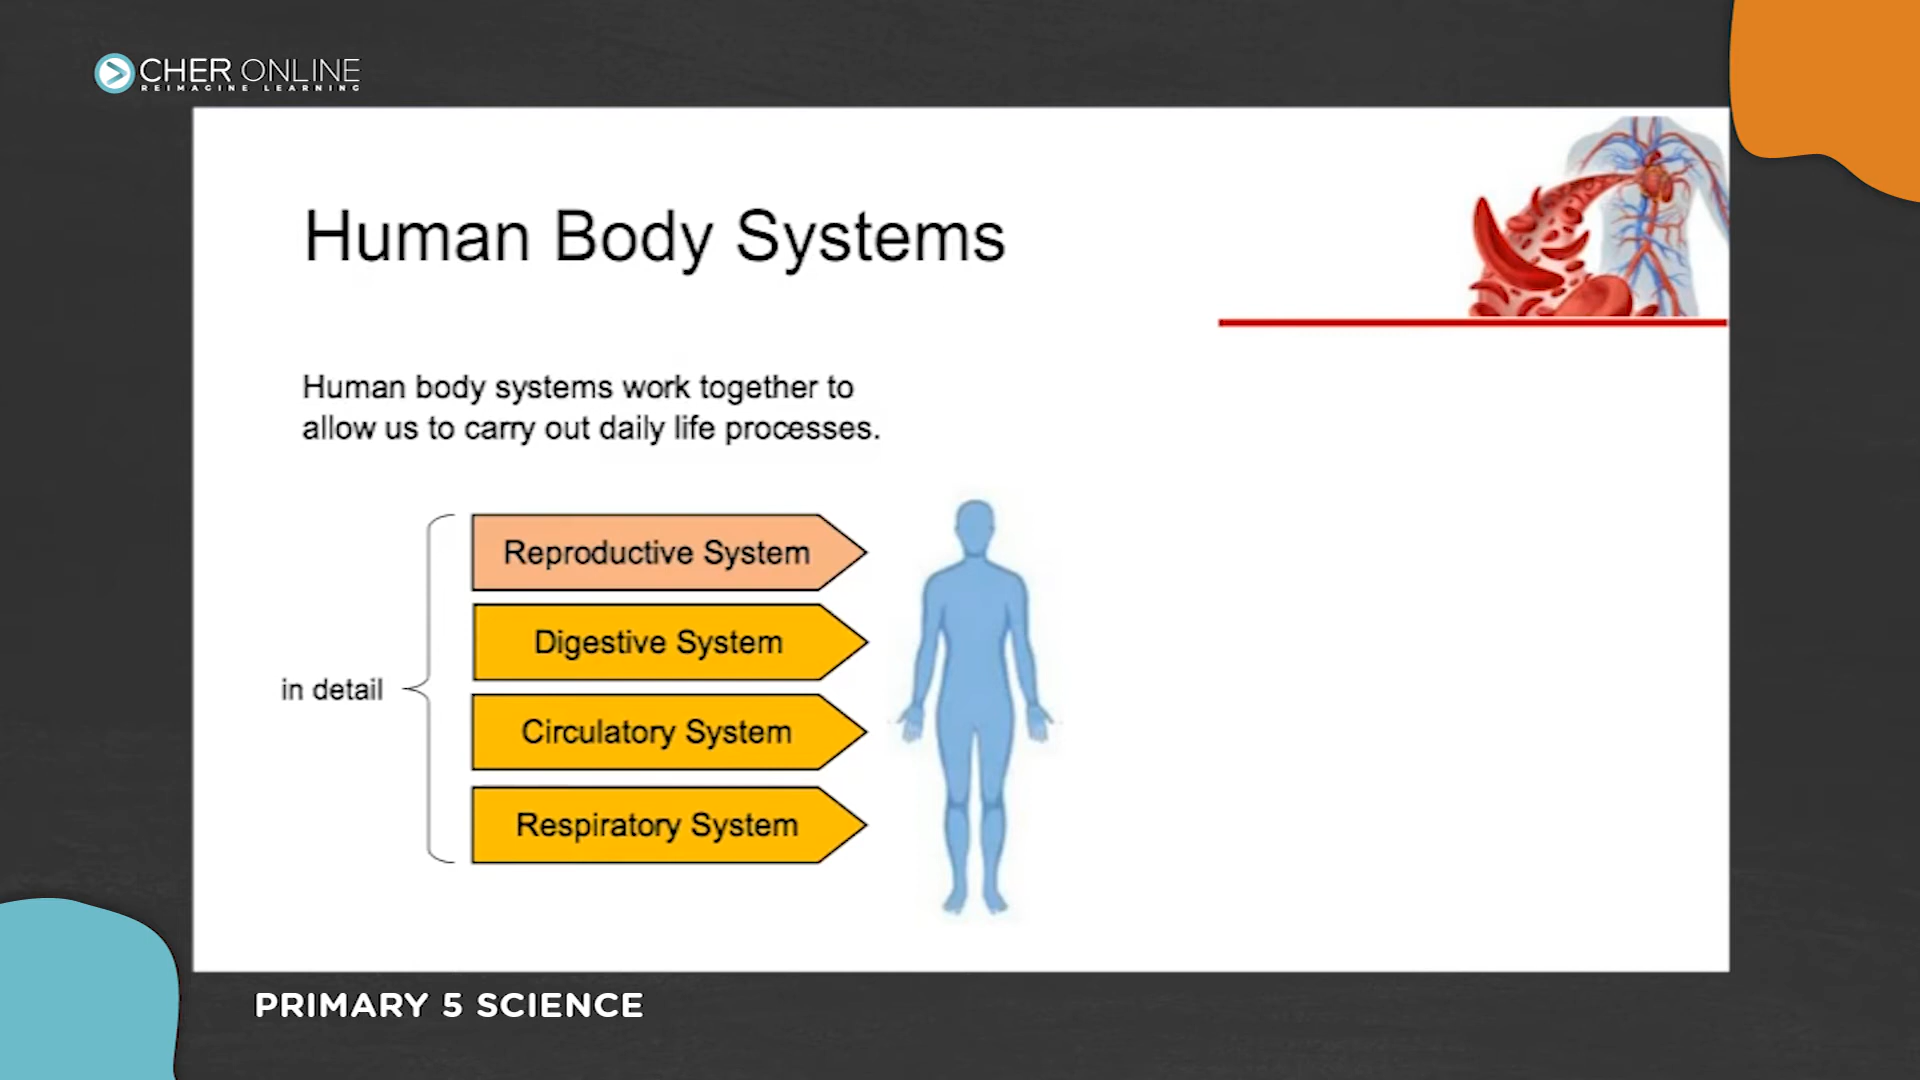 CHER ONLINE
REIMAGINE LEARNING
Human Body Systems
Human body systems work together to
allow us to carry out daily life processes.
in detail
Reproductive System
Digestive System
Circulatory System
Respiratory System
PRIMARY 5 SCIENCE